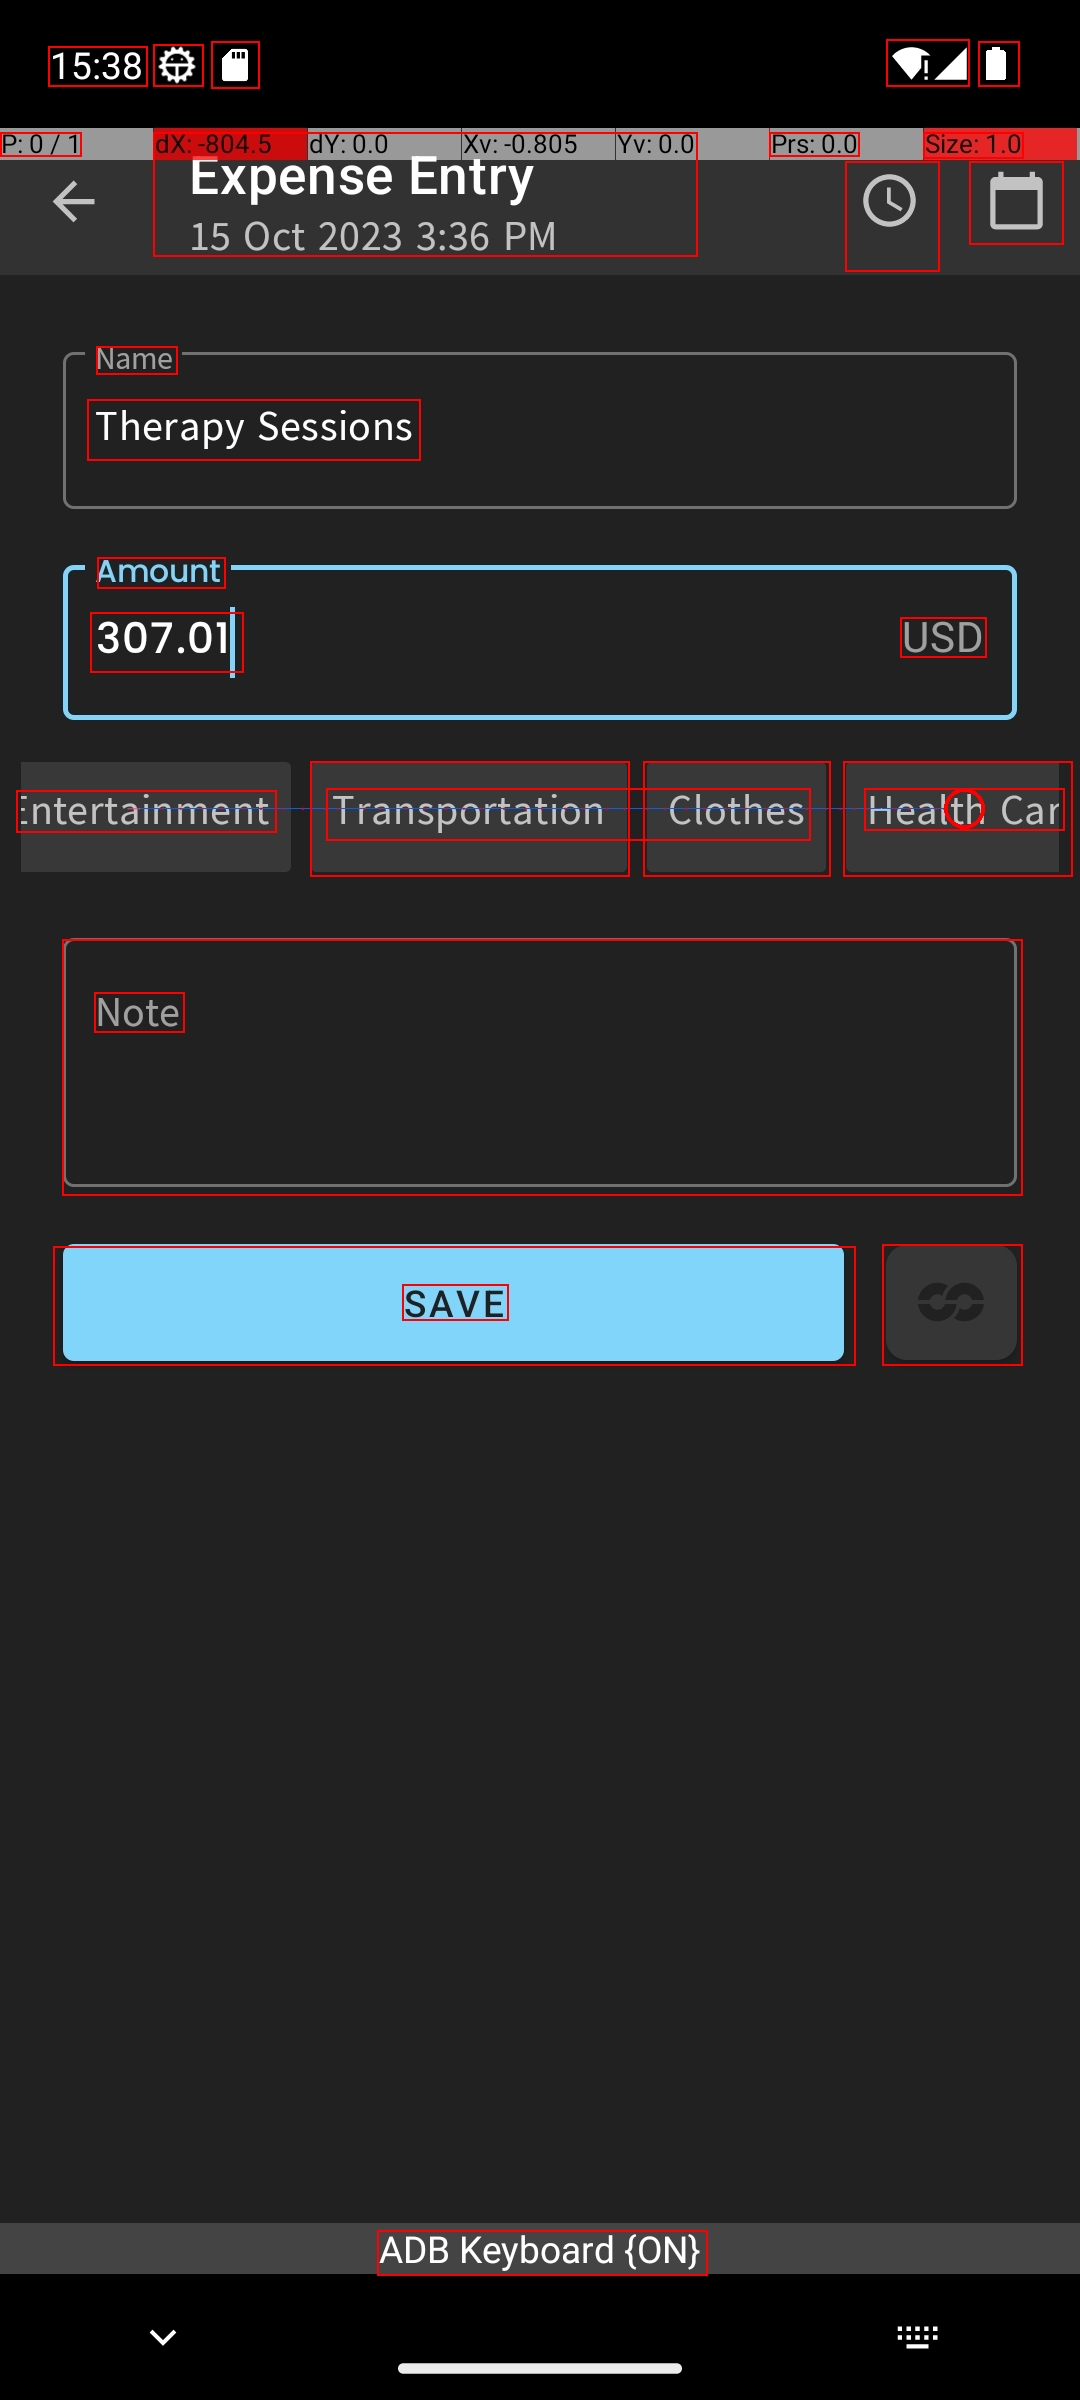 15:38
P: 0 / 1 dX: -804.5 dY: 0.0 Xv: -0.805 Yv: 0.0 Prs: 0.0 Size: 1.0
Expense Entry
15 Oct 2023 3:36 PM
Name
Therapy Sessions
Amount
307.01 USD
Entertainment Transportation Clothes Health Car
Note
SAVE
ADB Keyboard {ON}